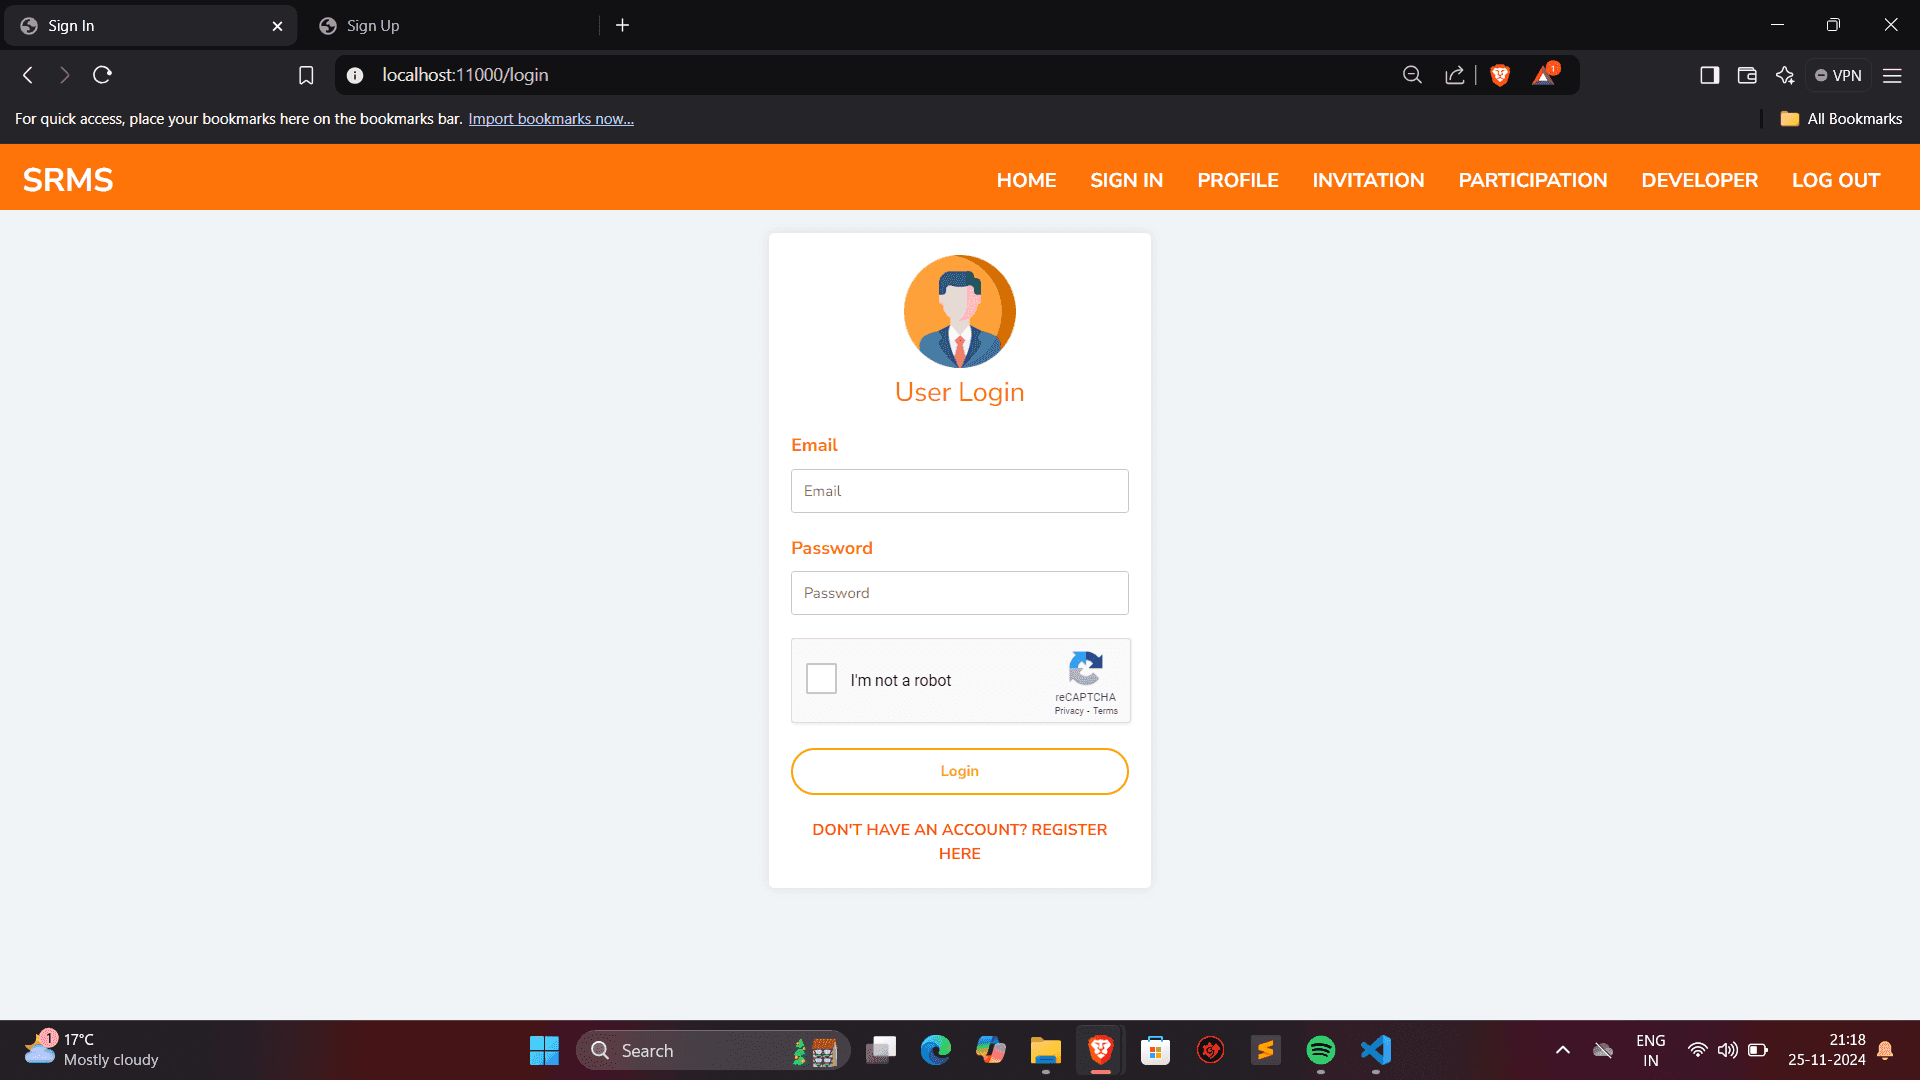 Sign In
Sign Up
localhost:11000/login
1
VPN
For quick access, place your bookmarks here on the bookmarks bar. Import bookmarks now...
All Bookmarks
SRMS
HOME SIGN IN PROFILE INVITATION PARTICIPATION DEVELOPER LOG OUT
User Login
Email
Email
Password
Password
I'm not a robot
reCAPTCHA
Privacy - Terms
Login
DON'T HAVE AN ACCOUNT? REGISTER
HERE
1
17°C
Mostly cloudy
Search
ENG
IN
21:18
25-11-2024